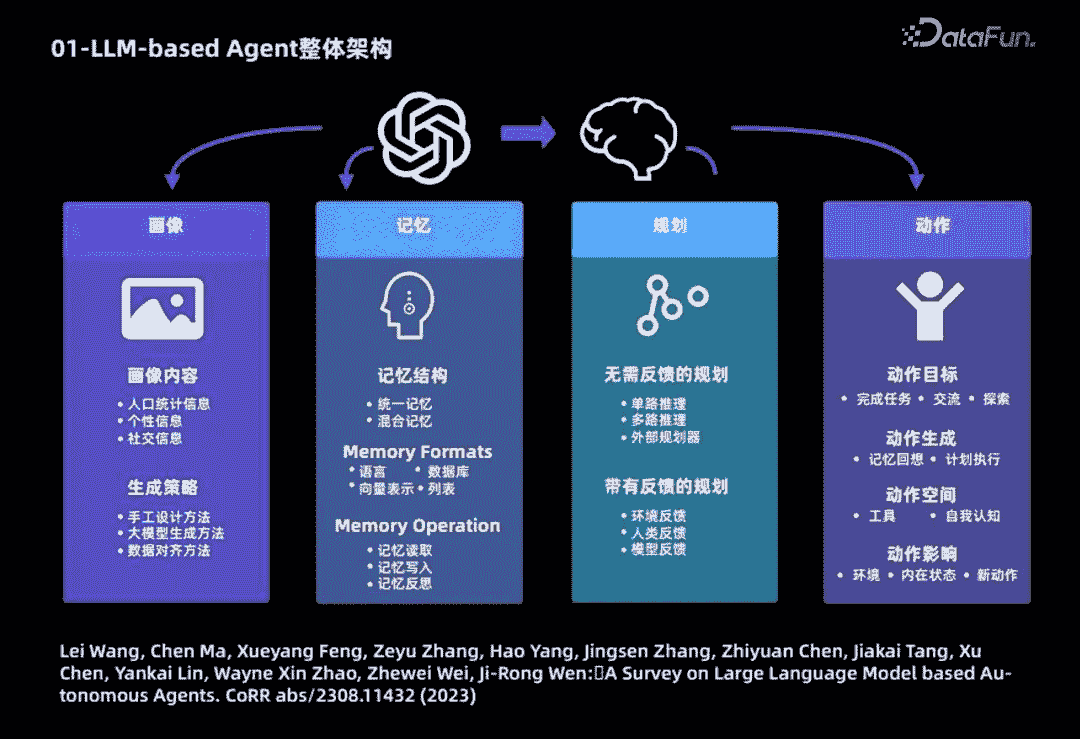 01-LLM-based Agent整体架构
DataFun.
画像
画像内容
• 人口统计信息
• 个性信息
• 社交信息
生成策略
• 手工设计方法
• 大模型生成方法
• 数据对齐方法
记忆
记忆结构
• 统一记忆
• 混合记忆
Memory Formats
• 语言 • 数据库
• 向量表示 • 列表
Memory Operation
• 记忆读取
• 记忆写入
• 记忆反思
规划
无需反馈的规划
• 单路推理
• 多路推理
• 外部规划器
带有反馈的规划
• 环境反馈
• 人类反馈
• 模型反馈
动作
动作目标
• 完成任务 • 交流 • 探索
动作生成
• 记忆回想 • 计划执行
动作空间
• 工具 • 自我认知
动作影响
• 环境 • 内在状态 • 新动作
Lei Wang, Chen Ma, Xueyang Feng, Zeyu Zhang, Hao Yang, Jingsen Zhang, Zhiyuan Chen, Jiakai Tang, Xu
Chen, Yankai Lin, Wayne Xin Zhao, Zhewei Wei, Ji-Rong Wen:▯A Survey on Large Language Model based Au-
tonomous Agents. CoRR abs/2308.11432 (2023)